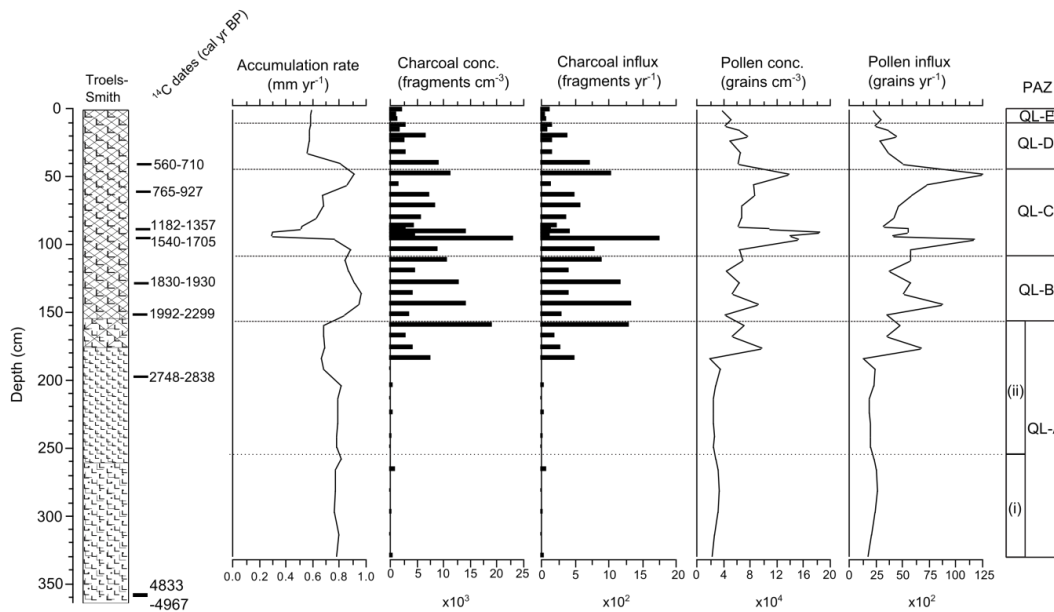 Troels-
Smith
¹⁴C dates (cal yr BP)
Accumulation rate
(mm yr⁻¹)
Charcoal conc.
(fragments cm⁻³)
Charcoal influx
(fragments yr⁻¹)
Pollen conc.
(grains cm⁻³)
Pollen influx
(grains yr⁻¹)
PAZ
Depth (cm)
0
50
100
150
200
250
300
350
560-710
765-927
1182-1357
1540-1705
1830-1930
1992-2299
2748-2838
4833
-4967
QL-E
QL-D
QL-C
QL-B
(ii)
QL-A
(i)
0.0 0.2 0.4 0.6 0.8 1.0
0 5 10 15 20 25
0 5 10 15 20
0 5 10 15 20
0 25 50 75 100 125
x10³
x10²
x10⁴
x10²